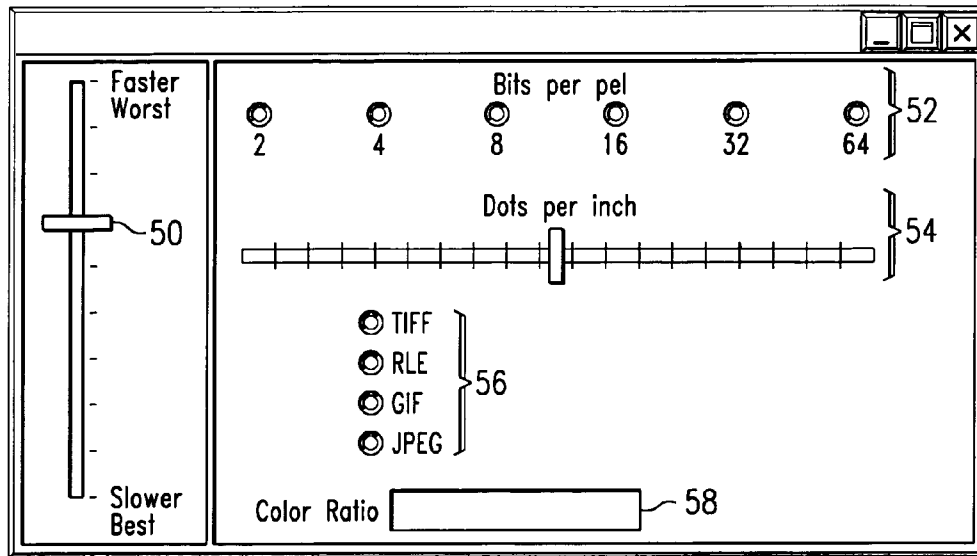 Faster
Worst
50
Slower
Best
Bits per pel
2 4 8 16 32 64
52
Dots per inch
54
TIFF
RLE
GIF
JPEG
56
Color Ratio
58